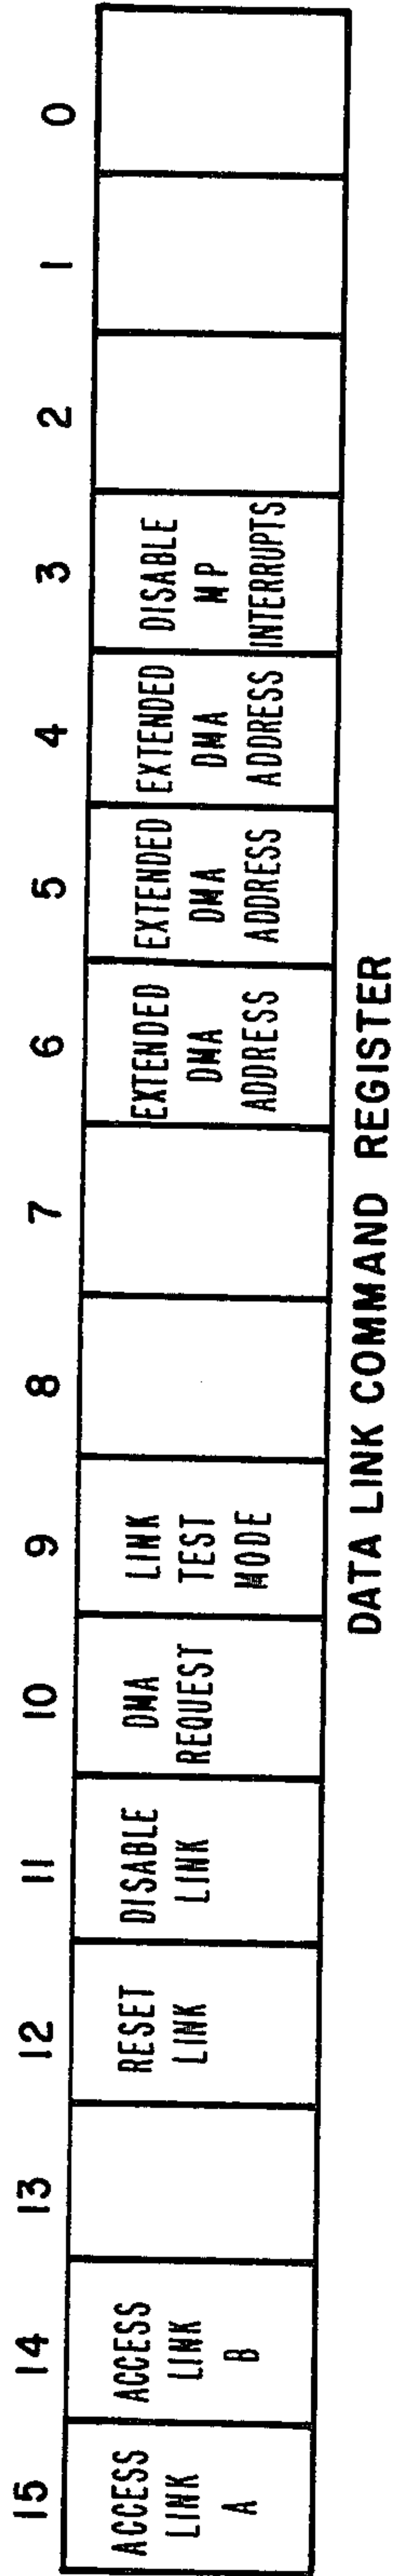 15 14 13 12 11 10 9 8 7 6 5 4 3 2 1 0
ACCESS
LINK
A
ACCESS
LINK
B
RESET
LINK
DISABLE
LINK
DMA
REQUEST
LINK
TEST
MODE
EXTENDED
DMA
ADDRESS
EXTENDED
DMA
ADDRESS
EXTENDED
DMA
ADDRESS
DISABLE
MP
INTERRUPTS
DATA LINK COMMAND REGISTER